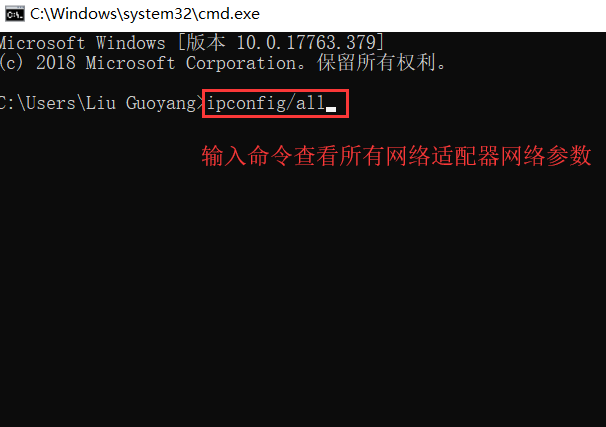 C:\Windows\system32\cmd.exe
Microsoft Windows [版本 10.0.17763.379]
(c) 2018 Microsoft Corporation。保留所有权利。
C:\Users\Liu Guoyang>ipconfig/all
输入命令查看所有网络适配器网络参数